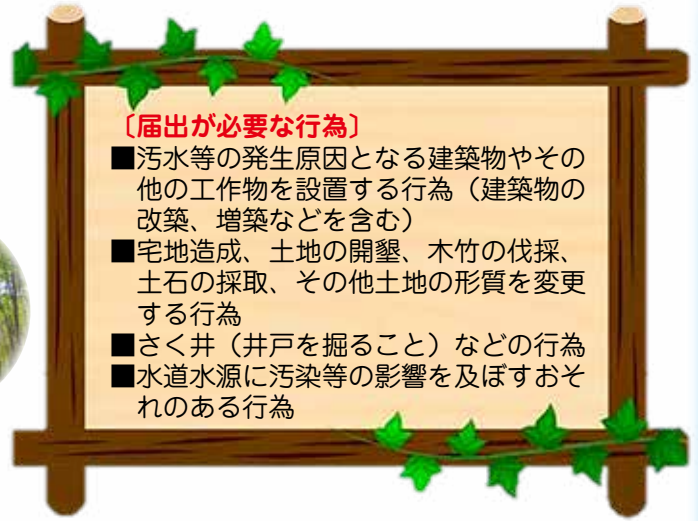 〔届出が必要な行為〕
■汚水等の発生原因となる建築物やその
他の工作物を設置する行為（建築物の
改築、増築などを含む）
■宅地造成、土地の開墾、木竹の伐採、
土石の採取、その他土地の形質を変更
する行為
■さく井（井戸を掘ること）などの行為
■水道水源に汚染等の影響を及ぼすおそ
れのある行為